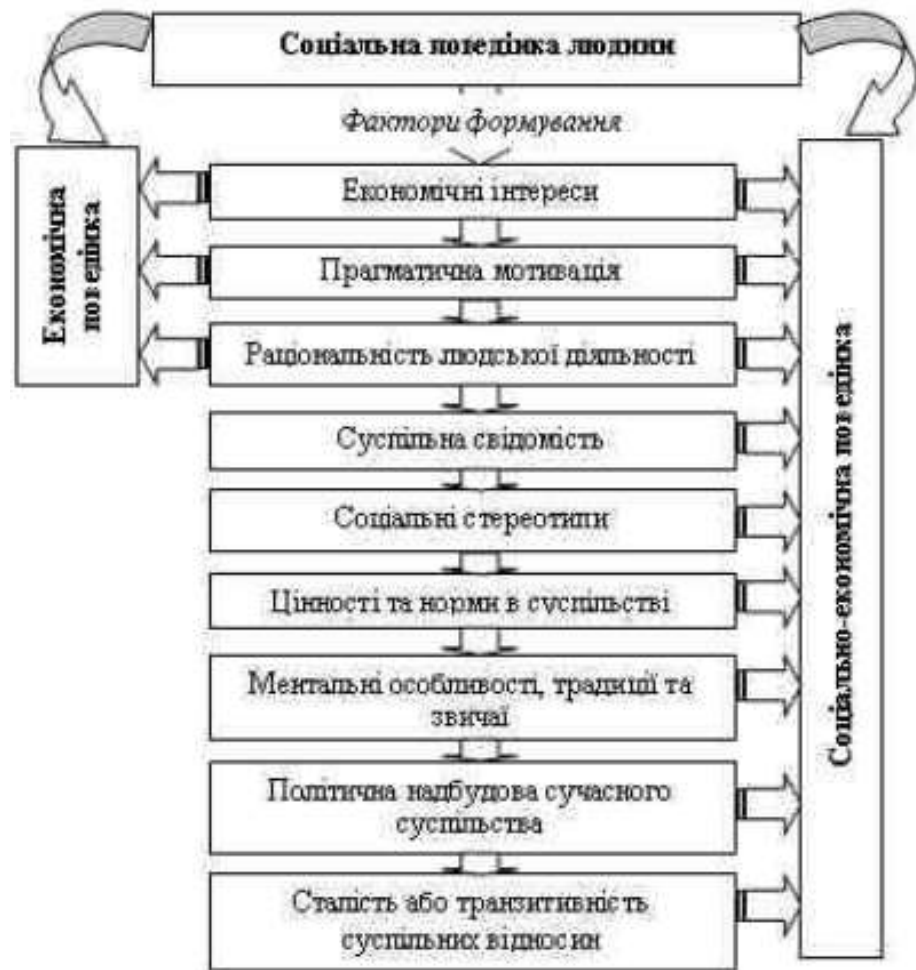 Соціальна поведінка людини
Фактори формування
Економічна
поведінка
Економічні інтереси
Прагматична мотивація
Раціональність людської діяльності
Суспільна свідомість
Соціальні стереотипи
Цінності та норми в суспільстві
Ментальні особливості, традиції та
звичаї
Політична надбудова сучасного
суспільства
Сталість або транзитивність
суспільних відносин
Соціально-економічна поведінка